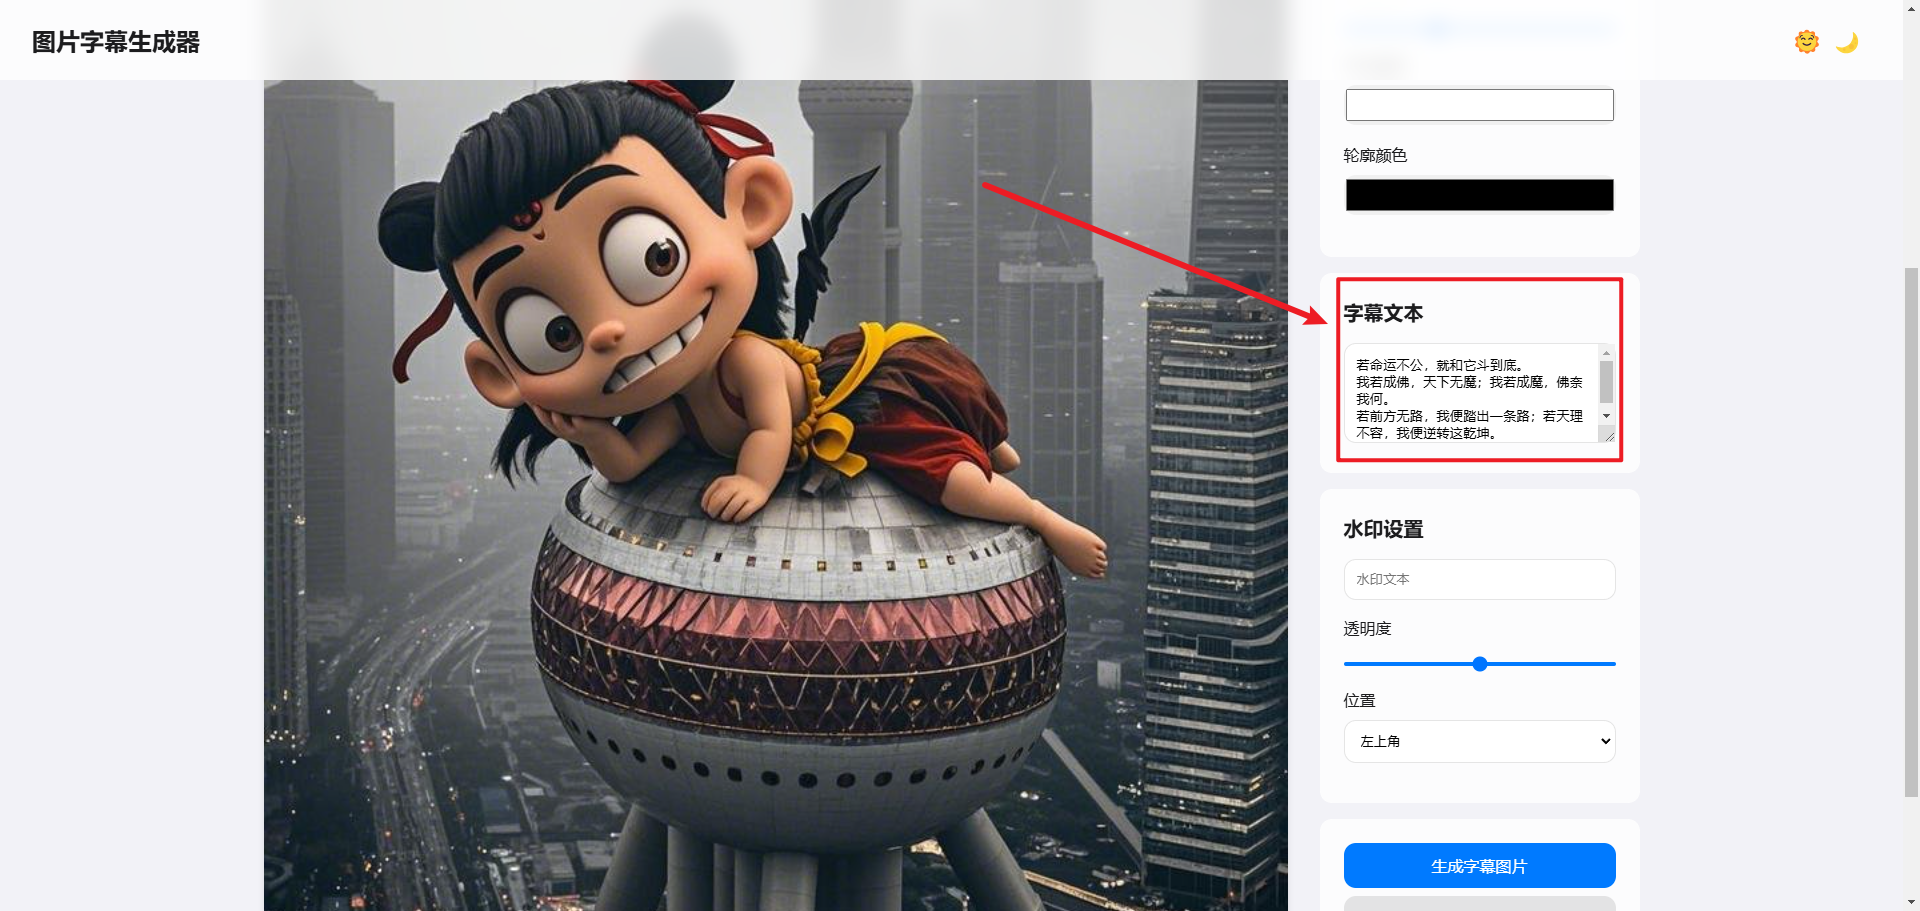 图片字幕生成器
轮廓颜色
字幕文本
若命运不公，就和它斗到底。
我若成佛，天下无魔；我若成魔，佛奈
我何。
若前方无路，我便踏出一条路；若天理
不容，我便逆转这乾坤。
水印设置
水印文本
透明度
位置
左上角
生成字幕图片